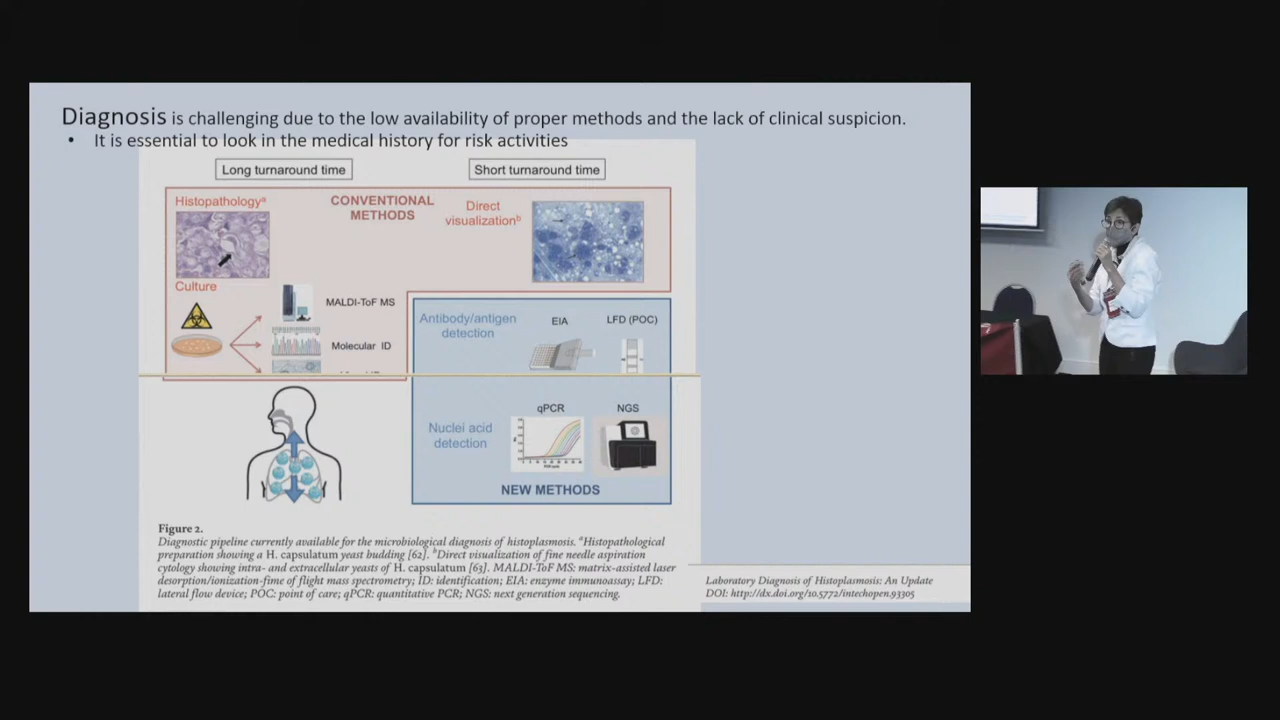 Diagnosis is challenging due to the low availability of proper methods and the lack of clinical suspicion.
• It is essential to look in the medical history for risk activities
Long turnaround time
Short turnaround time
Histopathologyᵃ
CONVENTIONAL
METHODS
Direct
visualizationᵇ
Culture
MALDI-ToF MS
Molecular ID
Antibody/antigen
detection
EIA
LFD (POC)
Nuclei acid
detection
qPCR
NGS
NEW METHODS
Figure 2.
Diagnostic pipeline currently available for the microbiological diagnosis of histoplasmosis. ᵃHistopathological
preparation showing a H. capsulatum yeast budding [62]. ᵇDirect visualization of fine needle aspiration
cytology showing intra- and extracellular yeasts of H. capsulatum [63]. MALDI-ToF MS: matrix-assisted laser
desorption/ionization-fime of flight mass spectrometry; ID: identification; EIA: enzyme immunoassay; LFD:
lateral flow device; POC: point of care; qPCR: quantitative PCR; NGS: next generation sequencing.
Laboratory Diagnosis of Histoplasmosis: An Update
DOI: http://dx.doi.org/10.5772/intechopen.93305